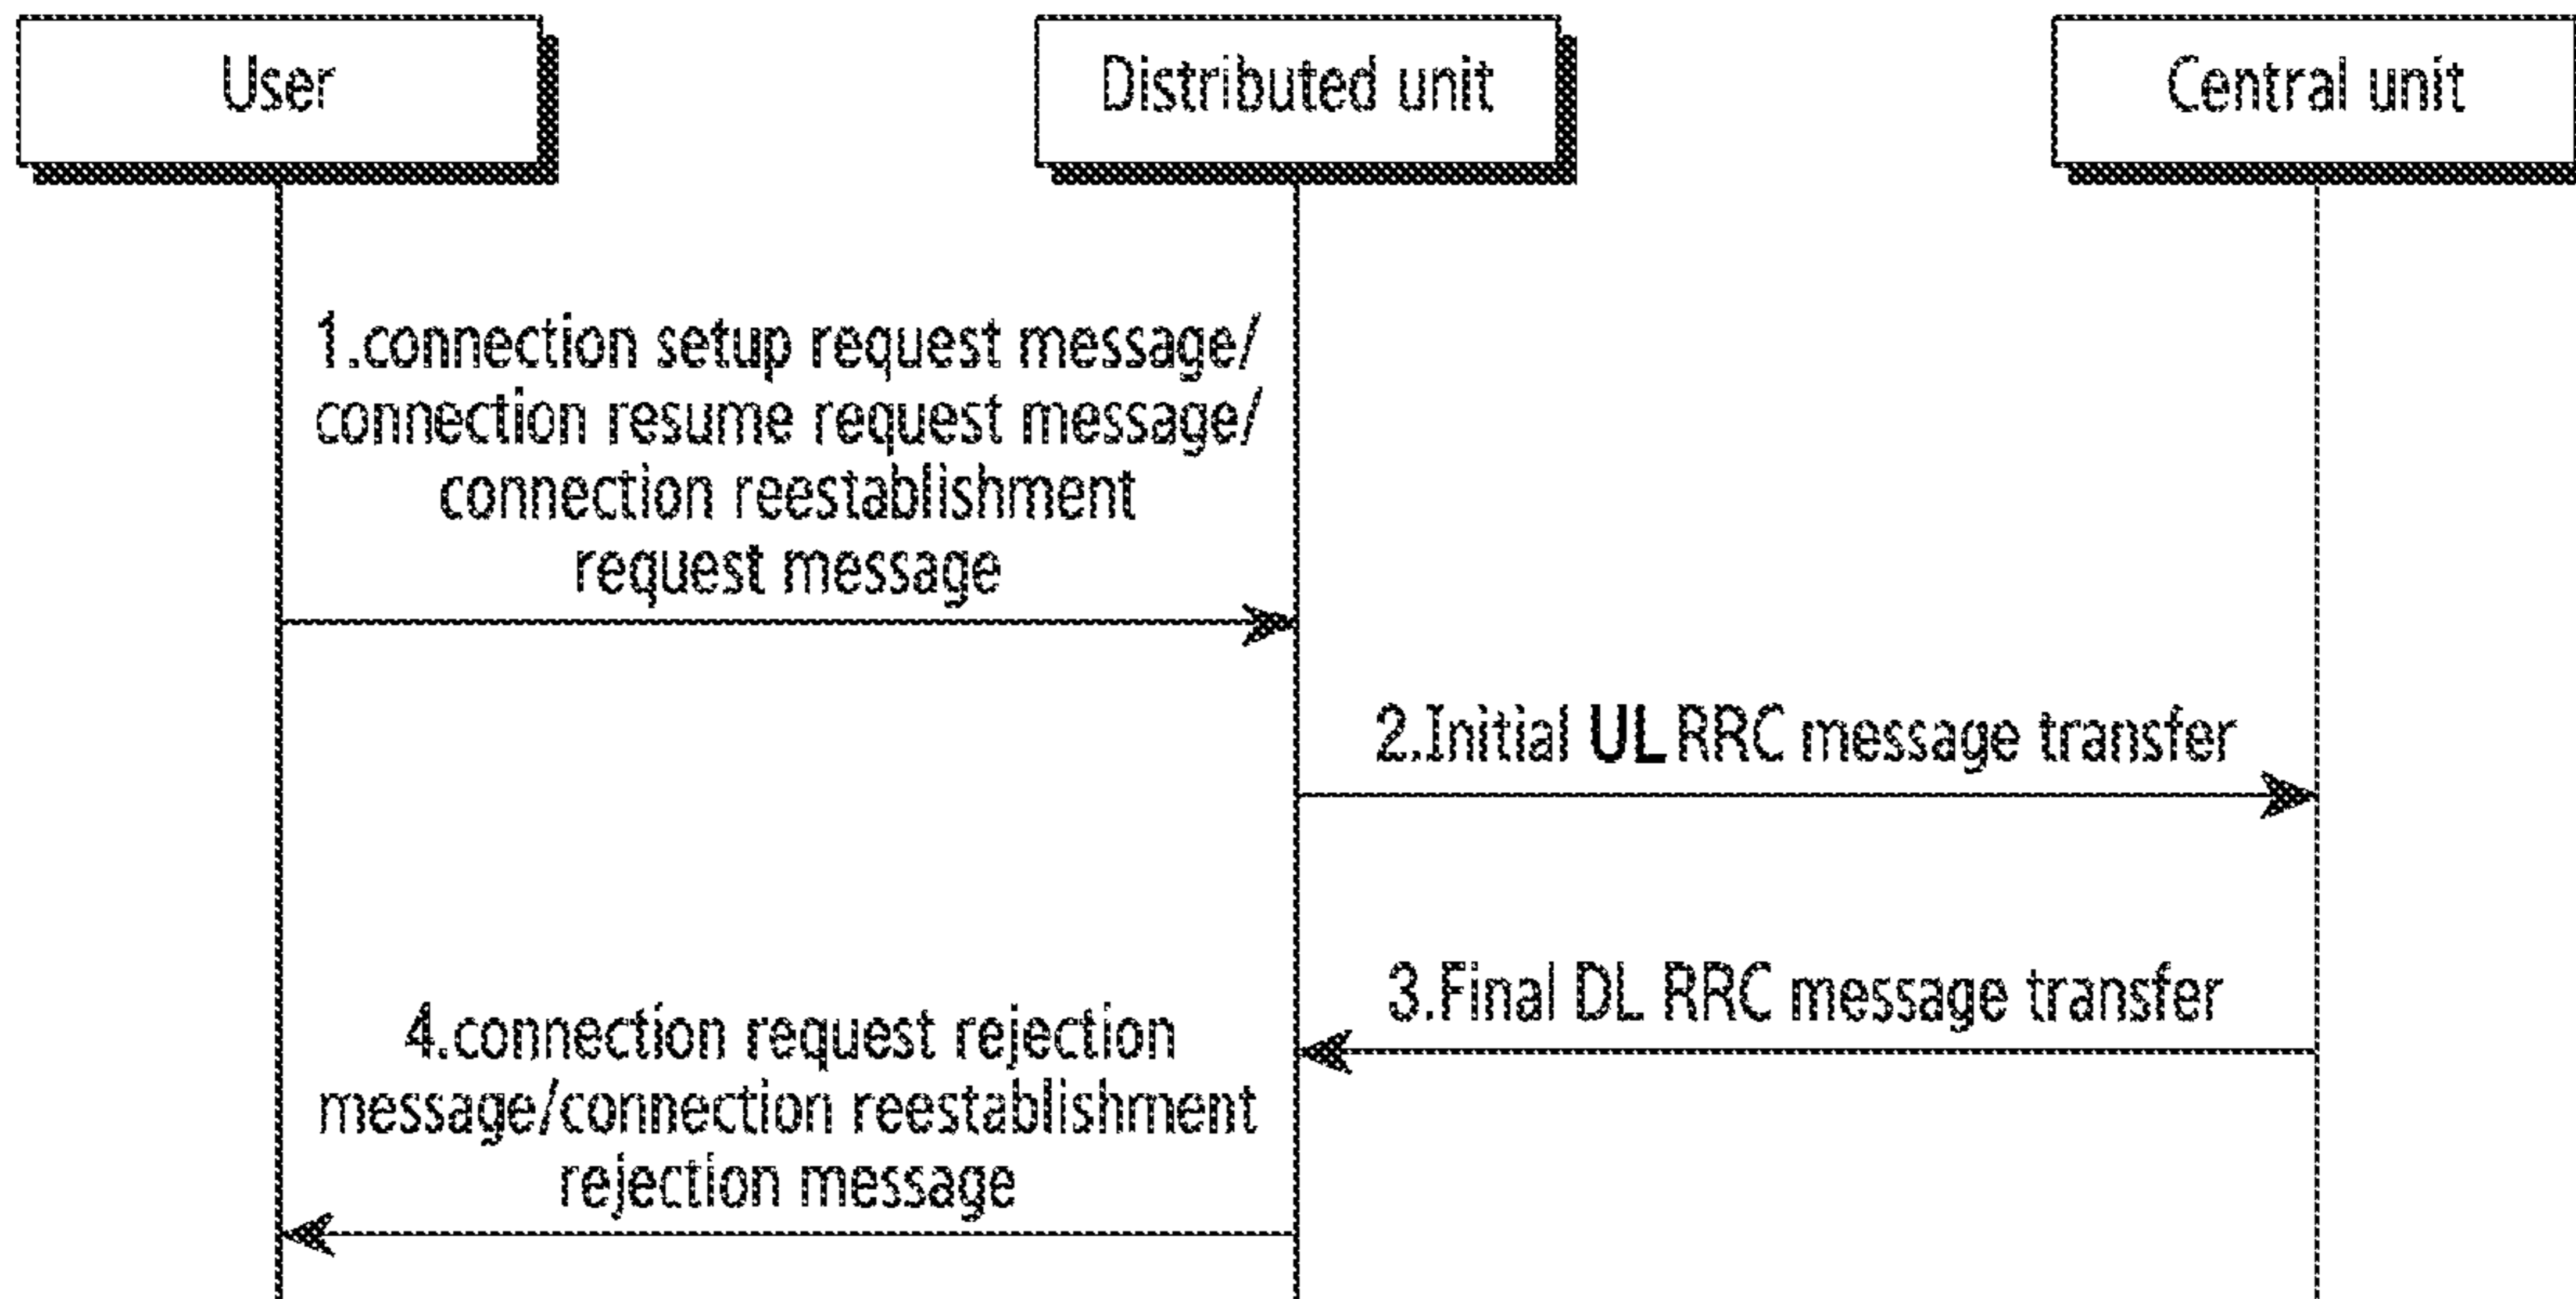 User
Distributed unit
Central unit
1.connection setup request message/
connection resume request message/
connection reestablishment
request message
2.Initial UL RRC message transfer
3.Final DL RRC message transfer
4.connection request rejection
message/connection reestablishment
rejection message